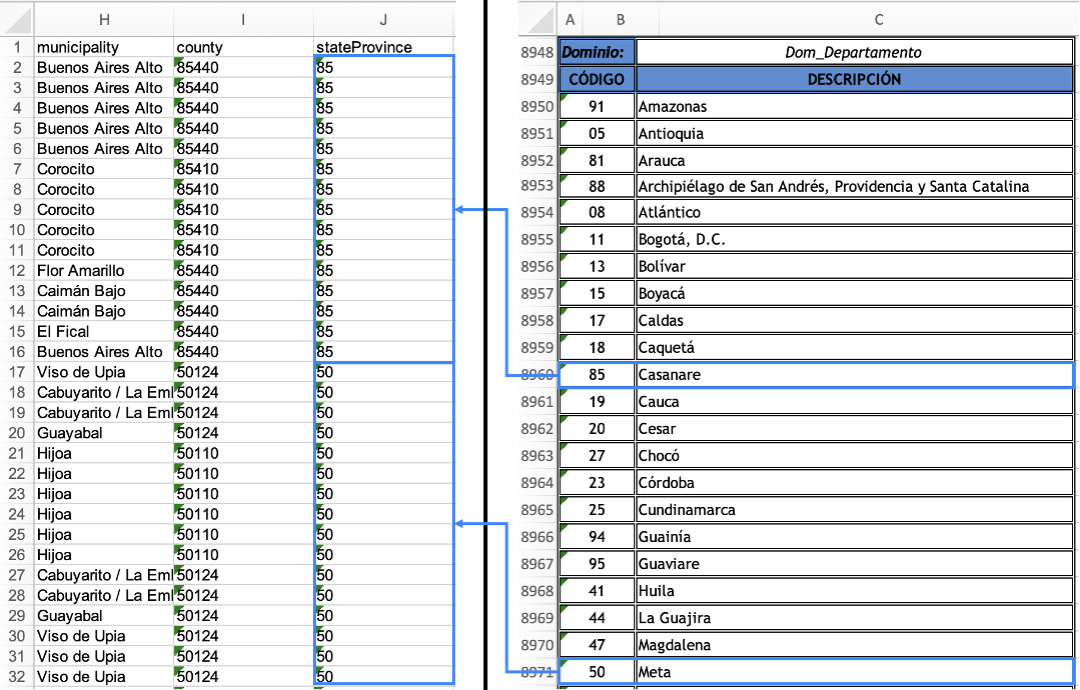 H I J
1 municipality county stateProvince
2 Buenos Aires Alto 85440 85
3 Buenos Aires Alto 85440 85
4 Buenos Aires Alto 85440 85
5 Buenos Aires Alto 85440 85
6 Buenos Aires Alto 85440 85
7 Corocito 85410 85
8 Corocito 85410 85
9 Corocito 85410 85
10 Corocito 85410 85
11 Corocito 85410 85
12 Flor Amarillo 85440 85
13 Caimán Bajo 85440 85
14 Caimán Bajo 85440 85
15 El Fical 85440 85
16 Buenos Aires Alto 85440 85
17 Viso de Upia 50124 50
18 Cabuyarito / La Eml 50124 50
19 Cabuyarito / La Eml 50124 50
20 Guayabal 50124 50
21 Hijoa 50110 50
22 Hijoa 50110 50
23 Hijoa 50110 50
24 Hijoa 50110 50
25 Hijoa 50110 50
26 Hijoa 50110 50
27 Cabuyarito / La Eml 50124 50
28 Cabuyarito / La Eml 50124 50
29 Guayabal 50124 50
30 Viso de Upia 50124 50
31 Viso de Upia 50124 50
32 Viso de Upia 50124 50
A B C
8948 Dominio: Dom_Departamento
8949 CÓDIGO DESCRIPCIÓN
8950 91 Amazonas
8951 05 Antioquia
8952 81 Arauca
8953 88 Archipiélago de San Andrés, Providencia y Santa Catalina
8954 08 Atlántico
8955 11 Bogotá, D.C.
8956 13 Bolívar
8957 15 Boyacá
8958 17 Caldas
8959 18 Caquetá
8960 85 Casanare
8961 19 Cauca
8962 20 Cesar
8963 27 Chocó
8964 23 Córdoba
8965 25 Cundinamarca
8966 94 Guainía
8967 95 Guaviare
8968 41 Huila
8969 44 La Guajira
8970 47 Magdalena
8971 50 Meta